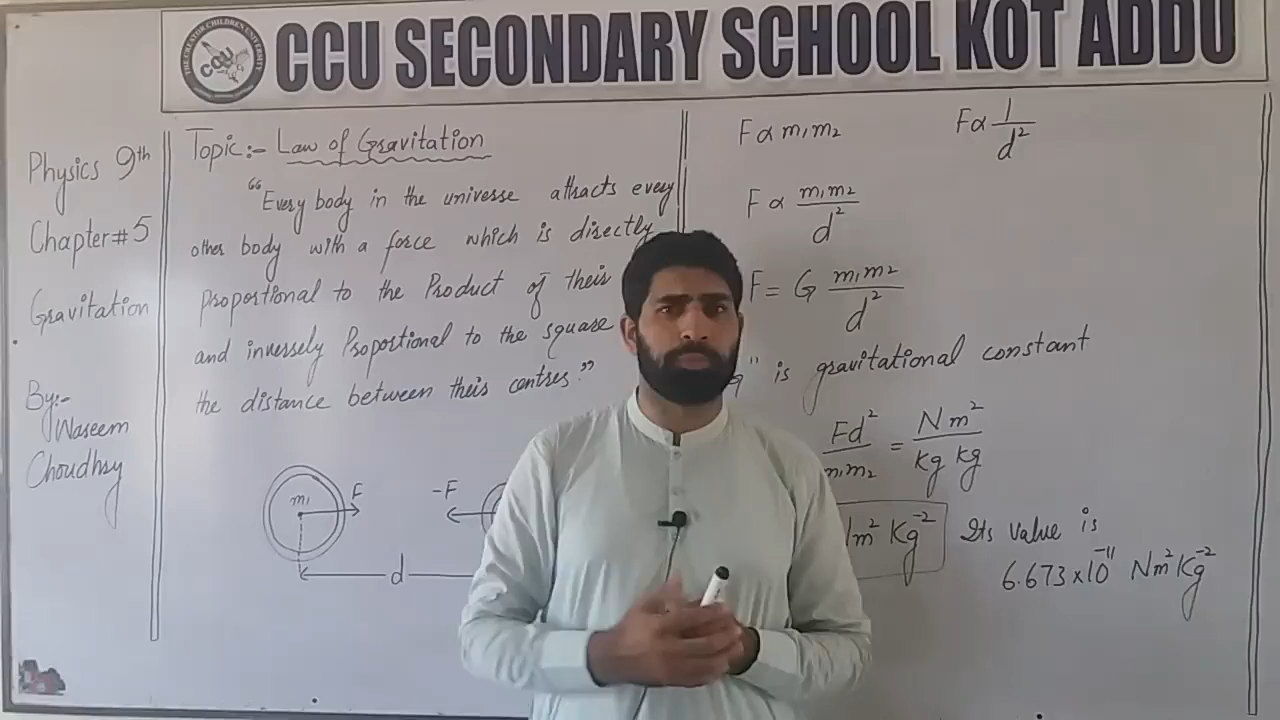 CCU SECONDARY SCHOOL KOT ADDU
CCU
Physics 9th
Chapter#5
Gravitation
By:-
Waseem
Choudhry
Topic:- Law of Gravitation
"Every body in the universe attracts every
other body with a force which is directly
Proportional to the Product of their
and inversely Proportional to the square
the distance between their centres."
m₁ F -F
d
F ∝ m₁m₂ F ∝ 1/d²
F ∝ m₁m₂/d²
F = G m₁m₂/d²
" is gravitational constant
Fd²/m₁m₂ = Nm²/Kg Kg
Nm² Kg⁻² Its value is
6.673×10⁻¹¹ Nm²Kg⁻²